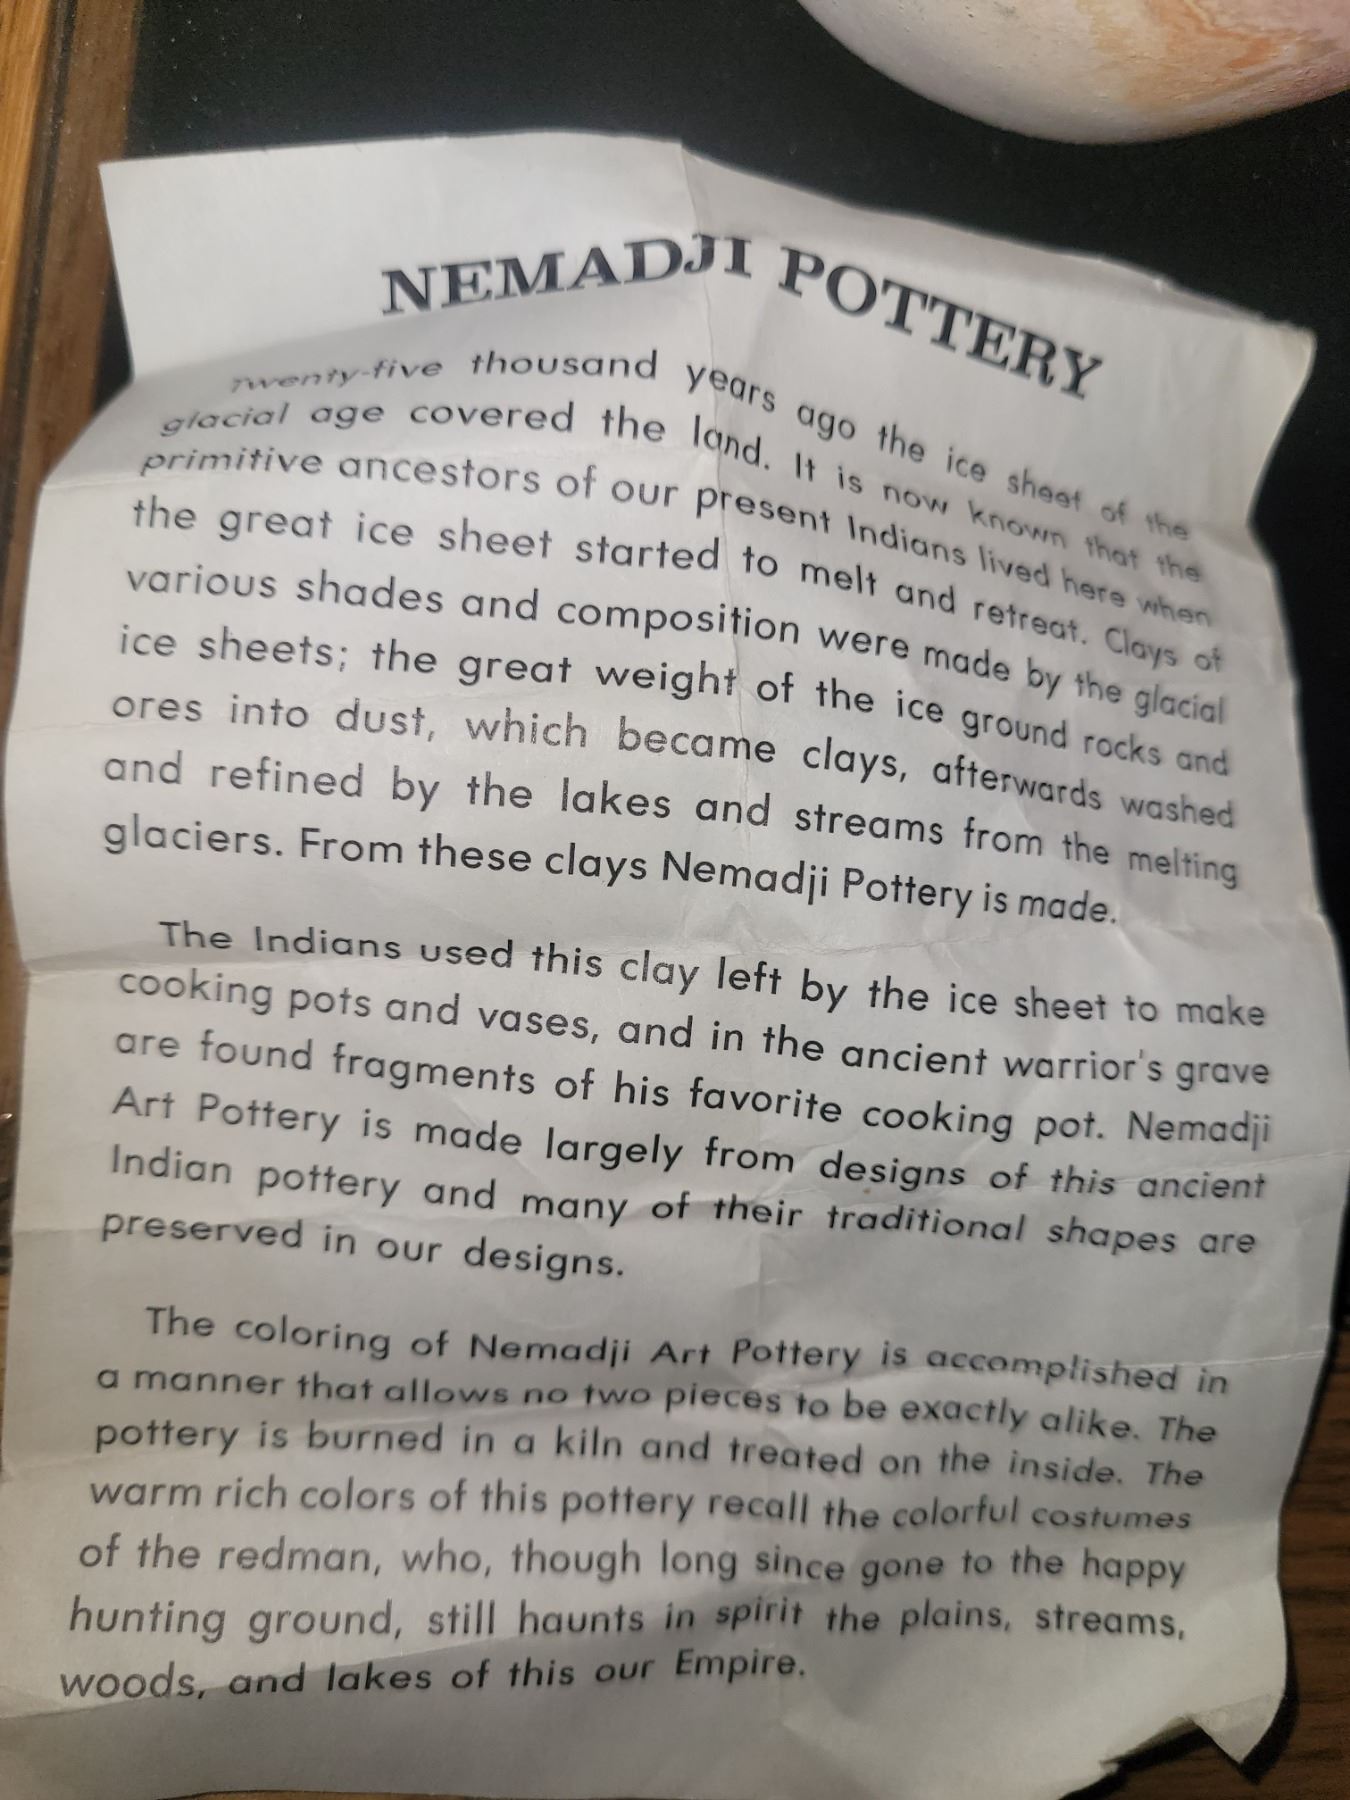 NEMADJI POTTERY
Twenty-five thousand years ago the ice sheet of the
glacial age covered the land. It is now known that the
primitive ancestors of our present Indians lived here when
the great ice sheet started to melt and retreat. Clays of
various shades and composition were made by the glacial
ice sheets; the great weight of the ice ground rocks and
ores into dust, which became clays, afterwards washed
and refined by the lakes and streams from the melting
glaciers. From these clays Nemadji Pottery is made.
The Indians used this clay left by the ice sheet to make
cooking pots and vases, and in the ancient warrior's grave
are found fragments of his favorite cooking pot. Nemadji
Art Pottery is made largely from designs of this ancient
Indian pottery and many of their traditional shapes are
preserved in our designs.
The coloring of Nemadji Art Pottery is accomplished in
a manner that allows no two pieces to be exactly alike. The
pottery is burned in a kiln and treated on the inside. The
warm rich colors of this pottery recall the colorful costumes
of the redman, who, though long since gone to the happy
hunting ground, still haunts in spirit the plains, streams,
woods, and lakes of this our Empire.